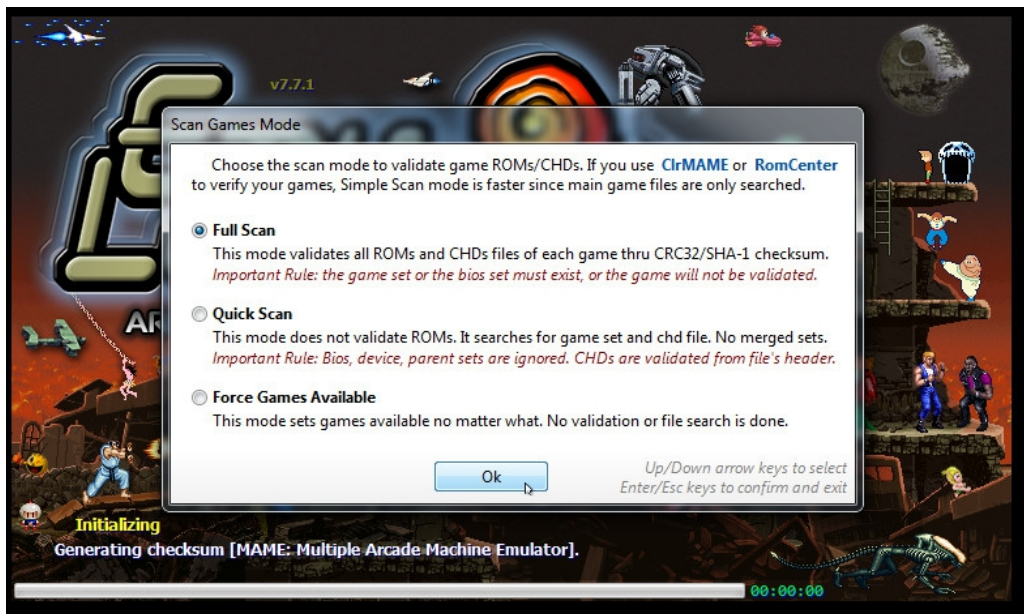 v7.7.1
Scan Games Mode
Choose the scan mode to validate game ROMs/CHDs. If you use ClrMAME or RomCenter
to verify your games, Simple Scan mode is faster since main game files are only searched.
Full Scan
This mode validates all ROMs and CHDs files of each game thru CRC32/SHA-1 checksum.
Important Rule: the game set or the bios set must exist, or the game will not be validated.
Quick Scan
This mode does not validate ROMs. It searches for game set and chd file. No merged sets.
Important Rule: Bios, device, parent sets are ignored. CHDs are validated from file's header.
Force Games Available
This mode sets games available no matter what. No validation or file search is done.
Ok
Up/Down arrow keys to select
Enter/Esc keys to confirm and exit
Initializing
Generating checksum [MAME: Multiple Arcade Machine Emulator].
00:00:00